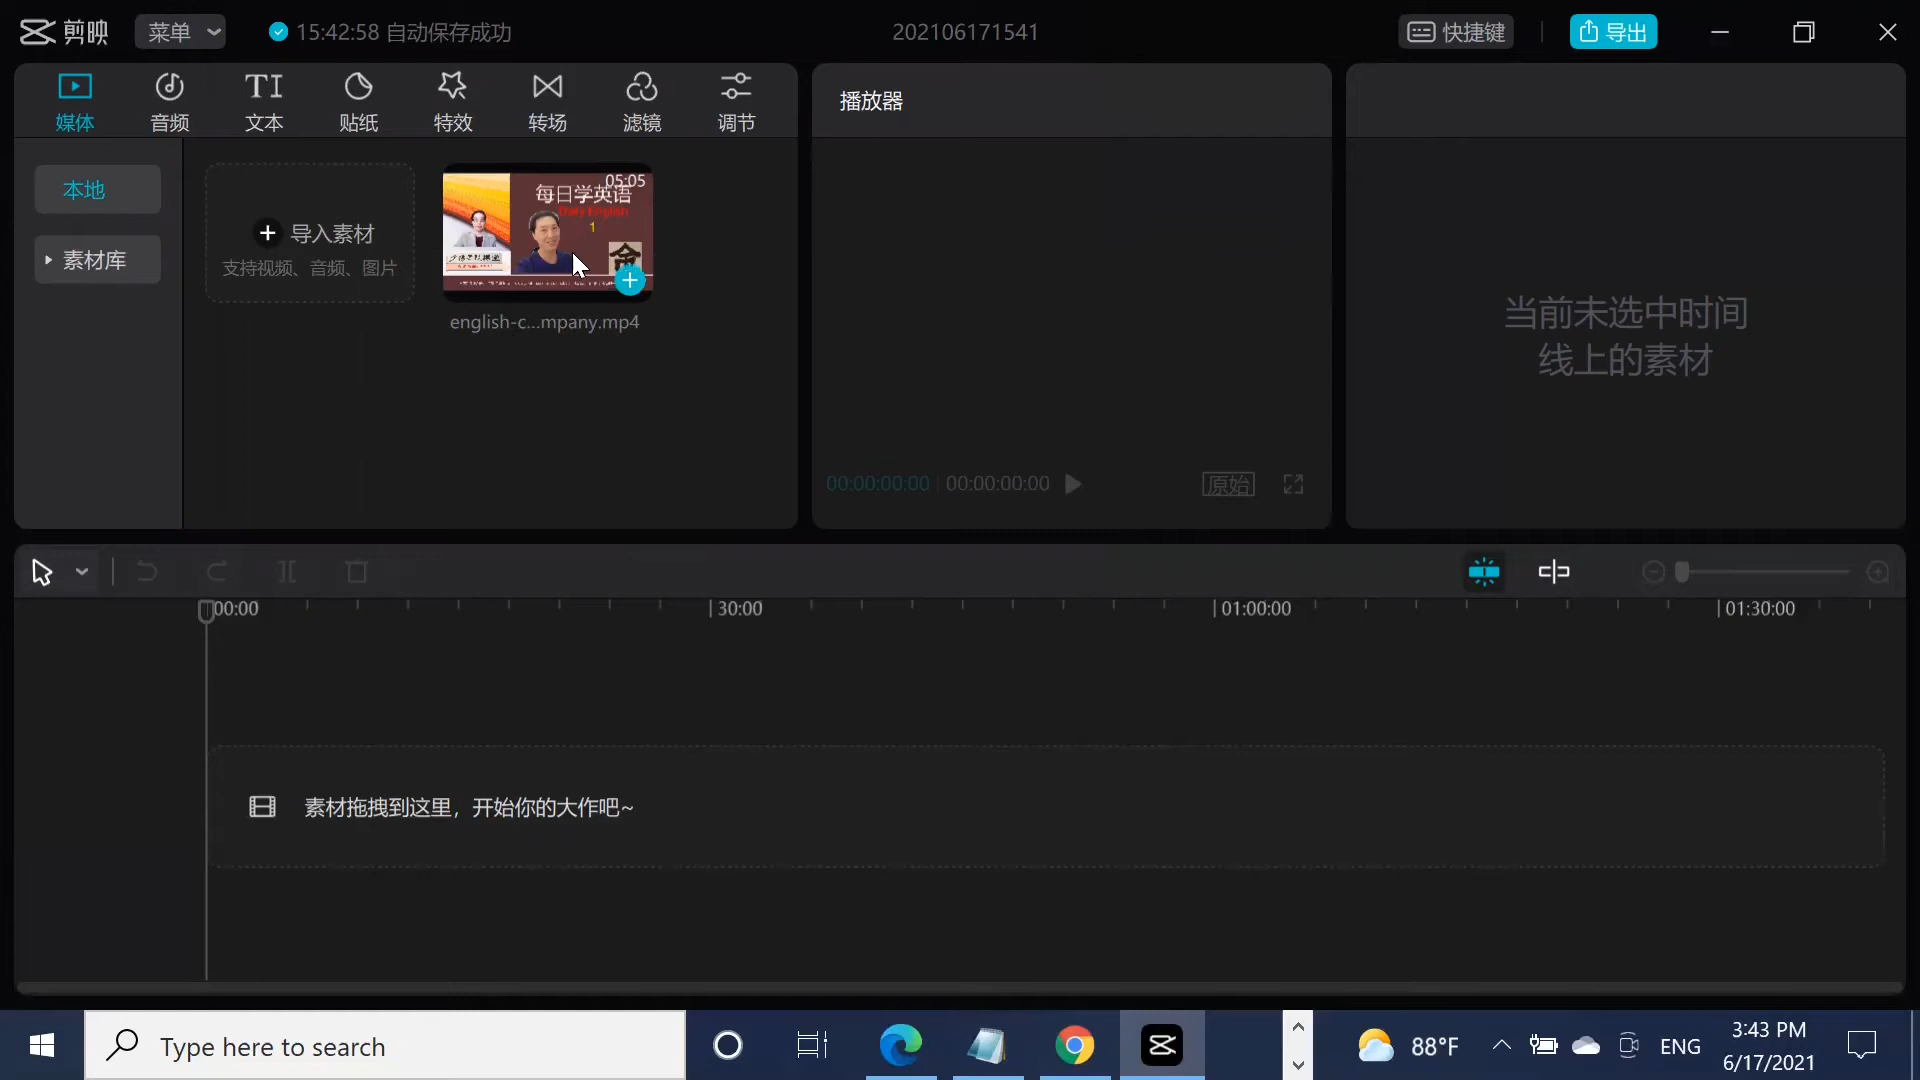 剪映
菜单
15:42:58 自动保存成功
202106171541
快捷键
导出
媒体
音频
文本
贴纸
特效
转场
滤镜
调节
播放器
本地
素材库
导入素材
支持视频、音频、图片
05:05
每日学英语
Daily English
1
english-c...mpany.mp4
当前未选中时间
线上的素材
00:00:00:00
00:00:00:00
原始
00:00
30:00
01:00:00
01:30:00
素材拖拽到这里，开始你的大作吧~
Type here to search
88°F
ENG
3:43 PM
6/17/2021